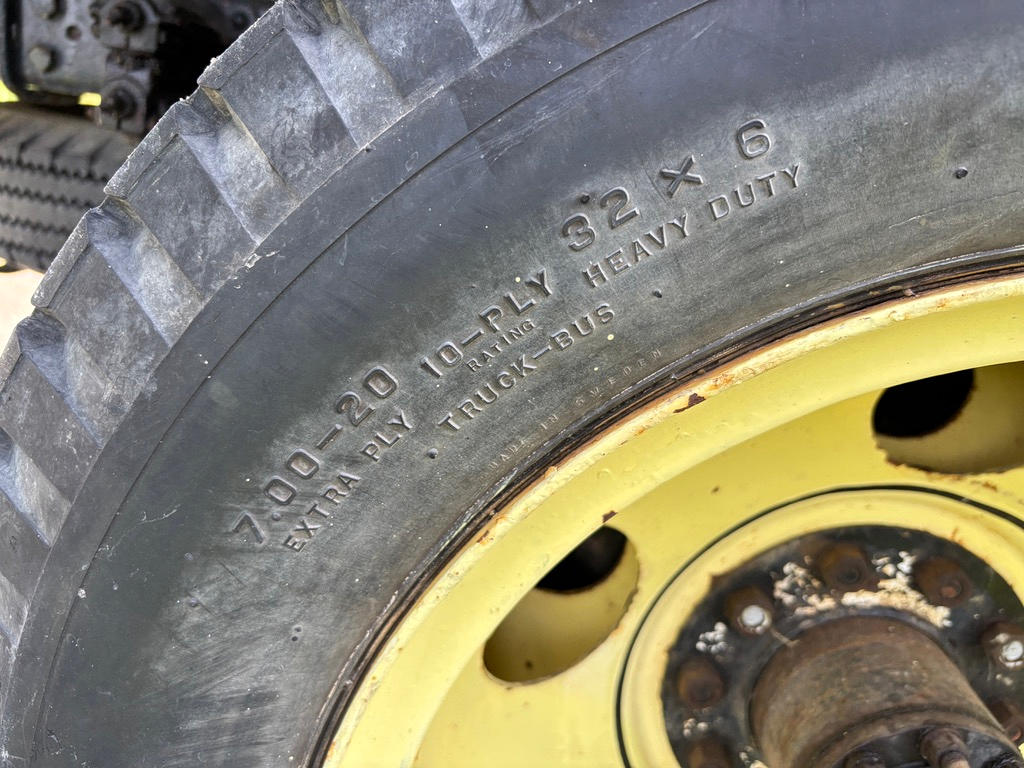 7.00-20 10-PLY 32 X 6
EXTRA PLY RATING HEAVY DUTY
TRUCK-BUS
MADE IN SWEDEN